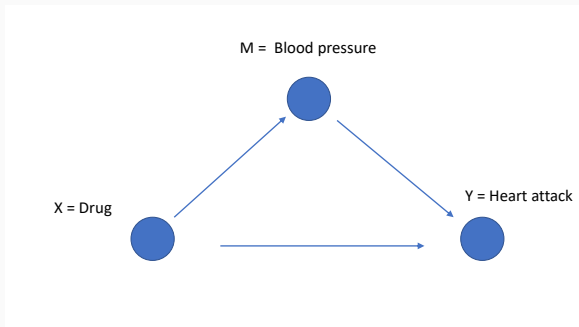 M = Blood pressure
X = Drug
Y = Heart attack